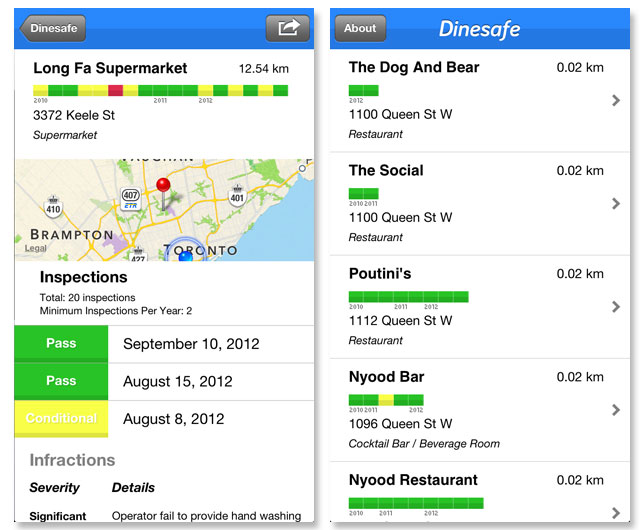 Dinesafe
Long Fa Supermarket 12.54 km
2010 2011 2012
3372 Keele St
Supermarket
VAUGHAN
407
ETR
410
401
BRAMPTON
TORONTO
427
Legal
Inspections
Total: 20 inspections
Minimum Inspections Per Year: 2
Pass September 10, 2012
Pass August 15, 2012
Conditional August 8, 2012
Infractions
Severity Details
Significant Operator fail to provide hand washing
About Dinesafe
The Dog And Bear 0.02 km
2012
1100 Queen St W
Restaurant
The Social 0.02 km
2010 2011
1100 Queen St W
Restaurant
Poutini's 0.02 km
2010 2011 2012
1112 Queen St W
Restaurant
Nyood Bar 0.02 km
2010 2011 2012
1096 Queen St W
Cocktail Bar / Beverage Room
Nyood Restaurant 0.02 km
2010 2011 2012